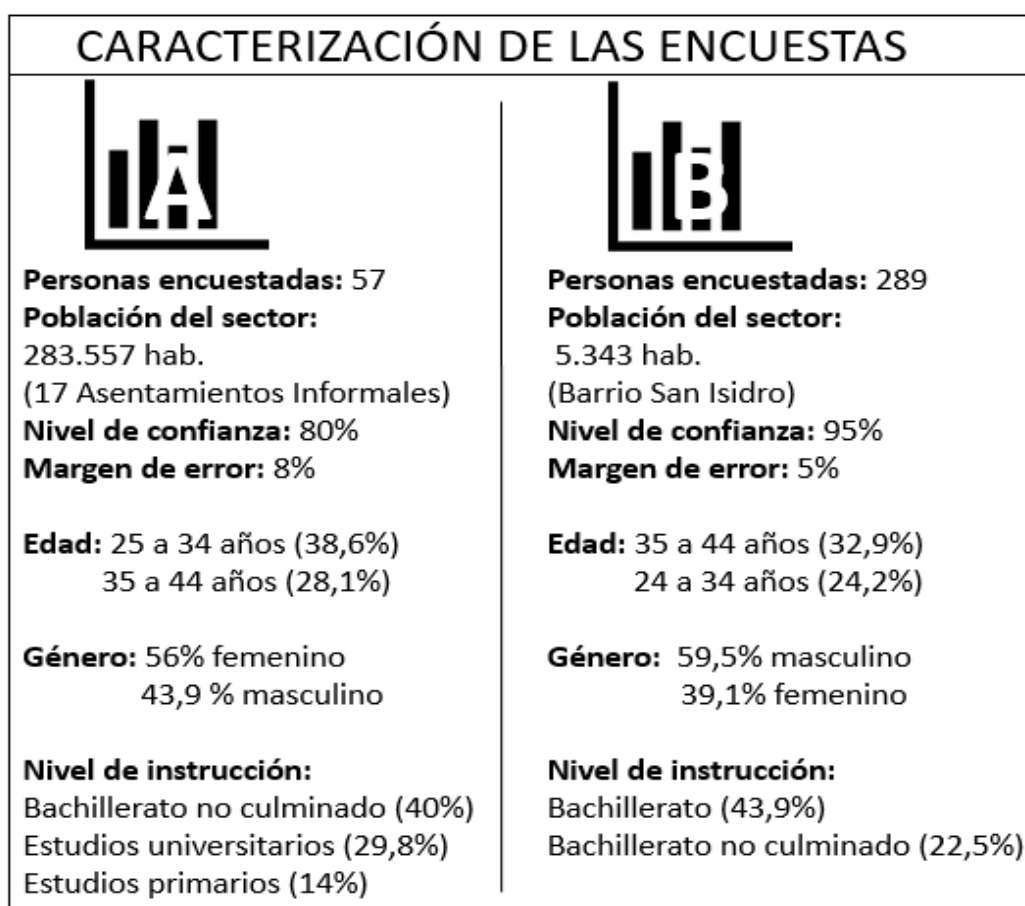 CARACTERIZACIÓN DE LAS ENCUESTAS
A
Personas encuestadas: 57
Población del sector:
283.557 hab.
(17 Asentamientos Informales)
Nivel de confianza: 80%
Margen de error: 8%
Edad: 25 a 34 años (38,6%)
35 a 44 años (28,1%)
Género: 56% femenino
43,9 % masculino
Nivel de instrucción:
Bachillerato no culminado (40%)
Estudios universitarios (29,8%)
Estudios primarios (14%)
B
Personas encuestadas: 289
Población del sector:
5.343 hab.
(Barrio San Isidro)
Nivel de confianza: 95%
Margen de error: 5%
Edad: 35 a 44 años (32,9%)
24 a 34 años (24,2%)
Género: 59,5% masculino
39,1% femenino
Nivel de instrucción:
Bachillerato (43,9%)
Bachillerato no culminado (22,5%)